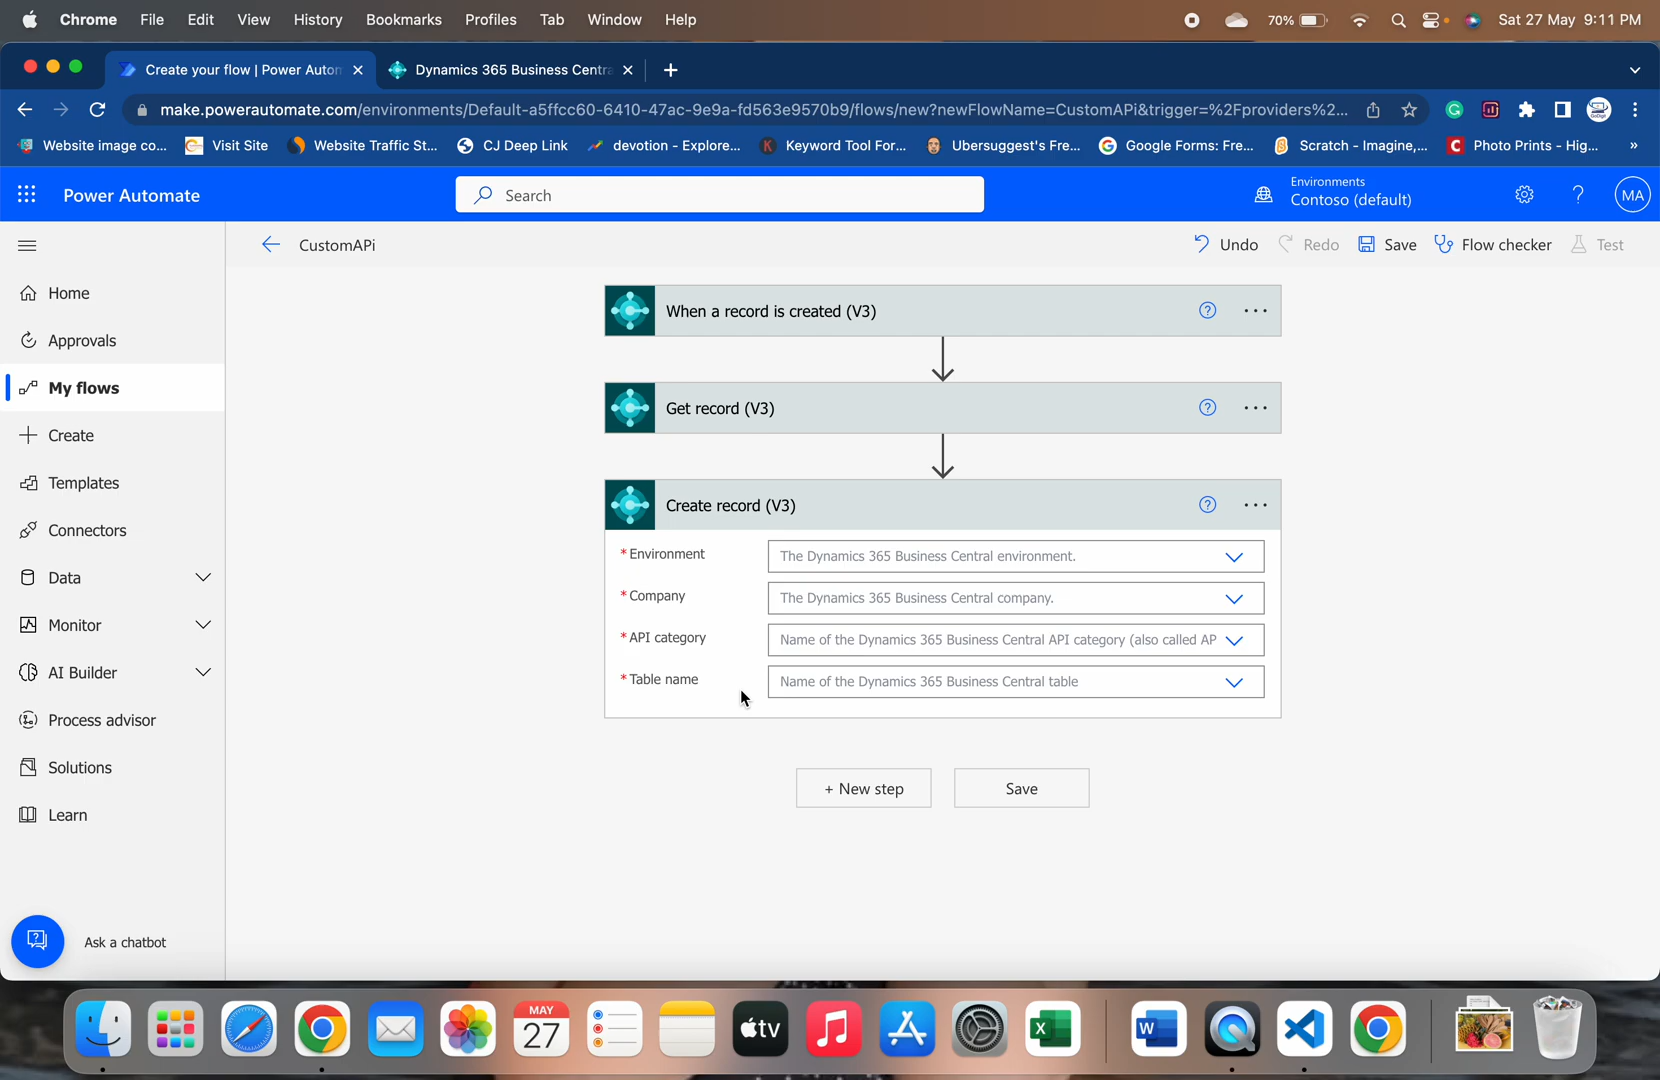 Chrome File Edit View History Bookmarks Profiles Tab Window Help 70% Sat 27 May 9:11 PM
Create your flow | Power Auton Dynamics 365 Business Centra
make.powerautomate.com/environments/Default-a5ffcc60-6410-47ac-9e9a-fd563e9570b9/flows/new?newFlowName=CustomAPi&trigger=%2Fproviders%2...
Website image co... Visit Site Website Traffic St... CJ Deep Link devotion - Explore... Keyword Tool For... Ubersuggest's Fre... Google Forms: Fre... Scratch - Imagine,... Photo Prints - Hig... »
Power Automate
Search
Environments
Contoso (default)
MA
CustomAPi
Undo Redo Save Flow checker Test
Home
Approvals
My flows
Create
Templates
Connectors
Data
Monitor
AI Builder
Process advisor
Solutions
Learn
Ask a chatbot
When a record is created (V3)
Get record (V3)
Create record (V3)
*Environment The Dynamics 365 Business Central environment.
*Company The Dynamics 365 Business Central company.
*API category Name of the Dynamics 365 Business Central API category (also called AP
*Table name Name of the Dynamics 365 Business Central table
+ New step
Save
MAY
27
tv
X
W